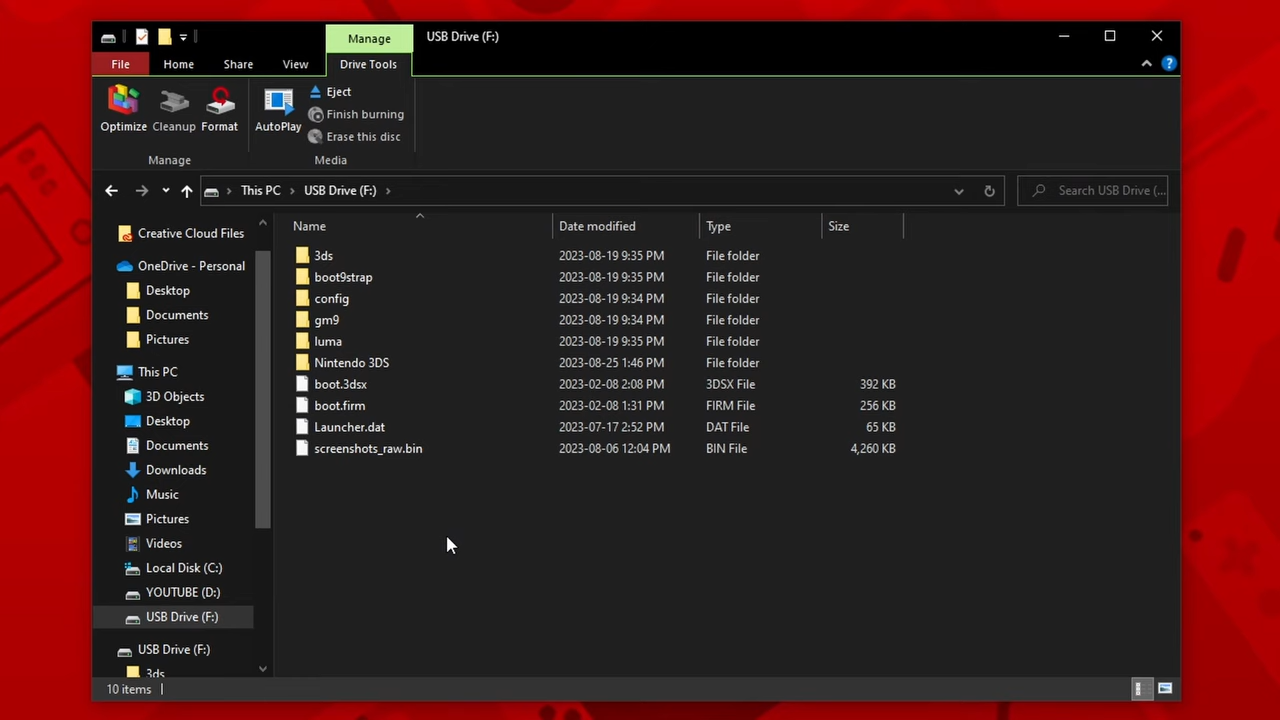 Manage USB Drive (F:)
File Home Share View Drive Tools
Optimize Cleanup Format AutoPlay
Eject
Finish burning
Erase this disc
Manage Media
This PC USB Drive (F:) Search USB Drive (...
Creative Cloud Files
OneDrive - Personal
Desktop
Documents
Pictures
This PC
3D Objects
Desktop
Documents
Downloads
Music
Pictures
Videos
Local Disk (C:)
YOUTUBE (D:)
USB Drive (F:)
USB Drive (F:)
3ds
Name Date modified Type Size
3ds 2023-08-19 9:35 PM File folder
boot9strap 2023-08-19 9:35 PM File folder
config 2023-08-19 9:34 PM File folder
gm9 2023-08-19 9:34 PM File folder
luma 2023-08-19 9:35 PM File folder
Nintendo 3DS 2023-08-25 1:46 PM File folder
boot.3dsx 2023-02-08 2:08 PM 3DSX File 392 KB
boot.firm 2023-02-08 1:31 PM FIRM File 256 KB
Launcher.dat 2023-07-17 2:52 PM DAT File 65 KB
screenshots_raw.bin 2023-08-06 12:04 PM BIN File 4,260 KB
10 items